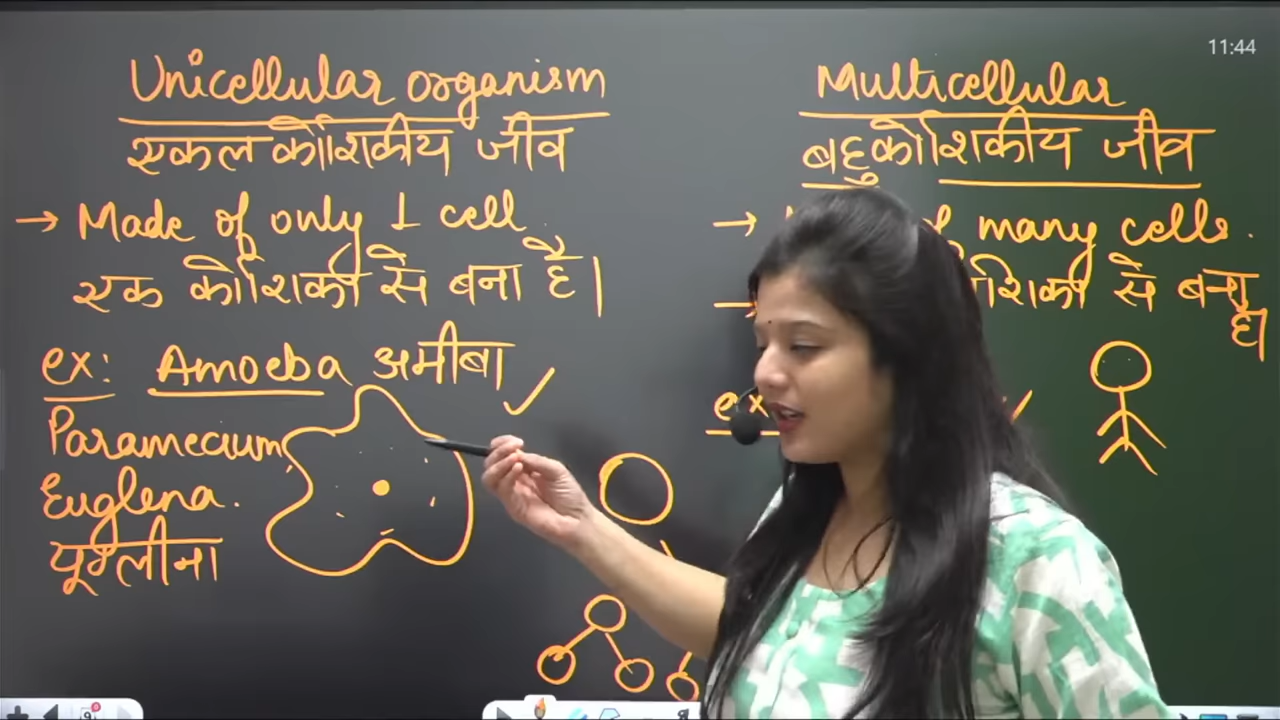 11:44
Unicellular organism
एकल कोशिकीय जीव
→ Made of only 1 cell.
एक कोशिकी से बना है।
ex: Amoeba अमीबा ✓
Paramecium
Euglena.
यूग्लीना
Multicellular
बहुकोशिकीय जीव
→ many cells.
से
ex